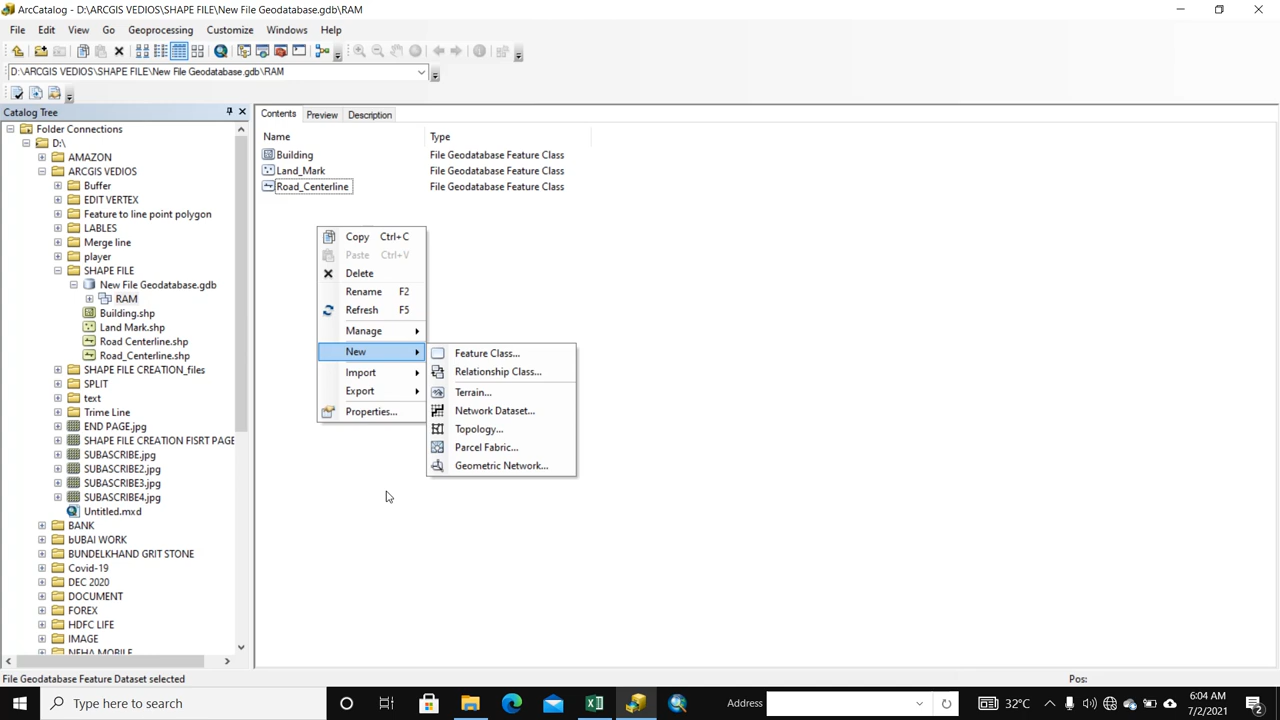 ArcCatalog - D:\ARCGIS VEDIOS\SHAPE FILE\New File Geodatabase.gdb\RAM
File Edit View Go Geoprocessing Customize Windows Help
D:\ARCGIS VEDIOS\SHAPE FILE\New File Geodatabase.gdb\RAM
Catalog Tree
Folder Connections
D:\
AMAZON
ARCGIS VEDIOS
Buffer
EDIT VERTEX
Feature to line point polygon
LABLES
Merge line
player
SHAPE FILE
New File Geodatabase.gdb
RAM
Building.shp
Land Mark.shp
Road Centerline.shp
Road_Centerline.shp
SHAPE FILE CREATION_files
SPLIT
text
Trime Line
END PAGE.jpg
SHAPE FILE CREATION FISRT PAGE
SUBASCRIBE.jpg
SUBASCRIBE2.jpg
SUBASCRIBE3.jpg
SUBASCRIBE4.jpg
Untitled.mxd
BANK
bUBAI WORK
BUNDELKHAND GRIT STONE
Covid-19
DEC 2020
DOCUMENT
FOREX
HDFC LIFE
IMAGE
NEHA MOBILE
Contents Preview Description
Name Type
Building File Geodatabase Feature Class
Land_Mark File Geodatabase Feature Class
Road_Centerline File Geodatabase Feature Class
Copy Ctrl+C
Paste Ctrl+V
Delete
Rename F2
Refresh F5
Manage
New
Import
Export
Properties...
Feature Class...
Relationship Class...
Terrain...
Network Dataset...
Topology...
Parcel Fabric...
Geometric Network...
File Geodatabase Feature Dataset selected
Pos:
Type here to search
Address
32°C
6:04 AM
7/2/2021
2